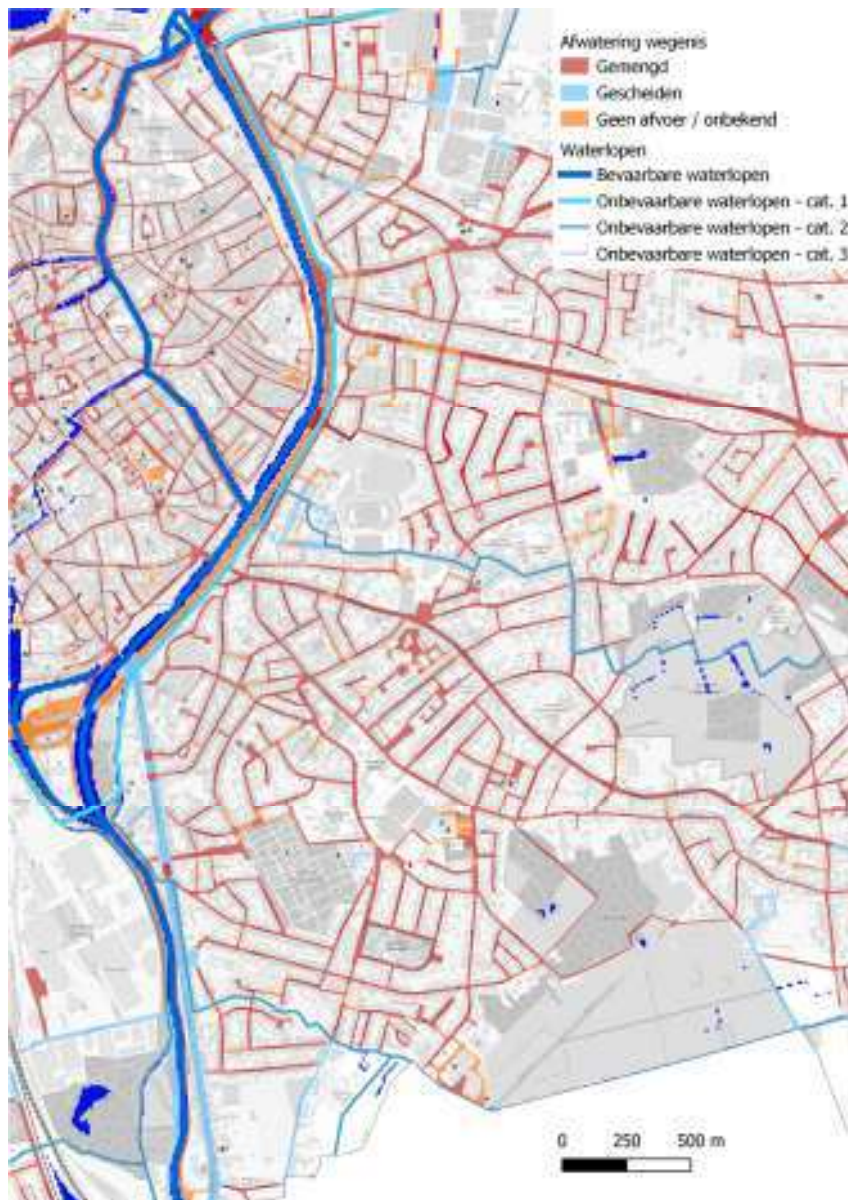 Afwatering wegenis
Gemengd
Gescheiden
Geen afvoer / onbekend
Waterlopen
Bevaarbare waterlopen
Onbevaarbare waterlopen - cat. 1
Onbevaarbare waterlopen - cat. 2
Onbevaarbare waterlopen - cat. 3
0 250 500 m